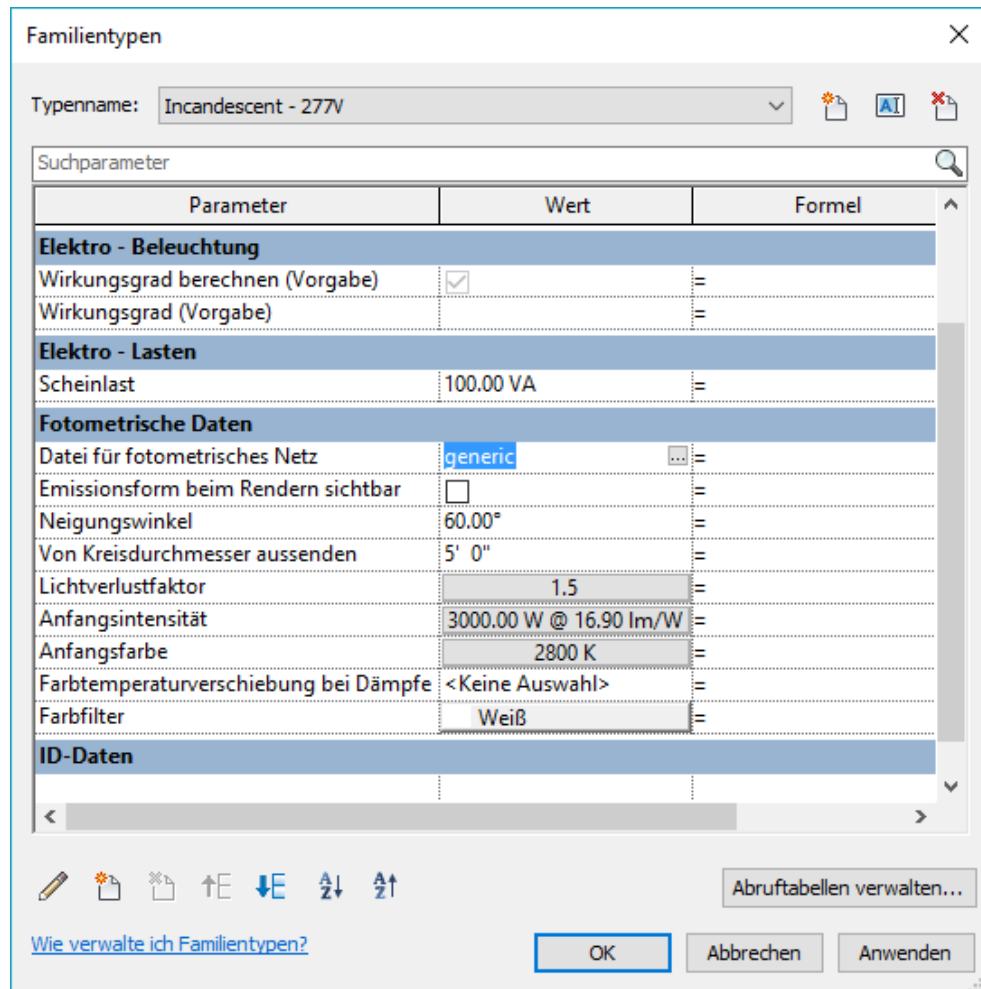 Familientypen
Typenname: Incandescent - 277V
Suchparameter
Parameter Wert Formel
Elektro - Beleuchtung
Wirkungsgrad berechnen (Vorgabe) =
Wirkungsgrad (Vorgabe) =
Elektro - Lasten
Scheinlast 100.00 VA =
Fotometrische Daten
Datei für fotometrisches Netz generic ... =
Emissionsform beim Rendern sichtbar =
Neigungswinkel 60.00° =
Von Kreisdurchmesser aussenden 5' 0" =
Lichtverlustfaktor 1.5 =
Anfangsintensität 3000.00 W @ 16.90 lm/W =
Anfangsfarbe 2800 K =
Farbtemperaturverschiebung bei Dämpfe <Keine Auswahl> =
Farbfilter Weiß =
ID-Daten
Abruftabellen verwalten...
Wie verwalte ich Familientypen?
OK Abbrechen Anwenden